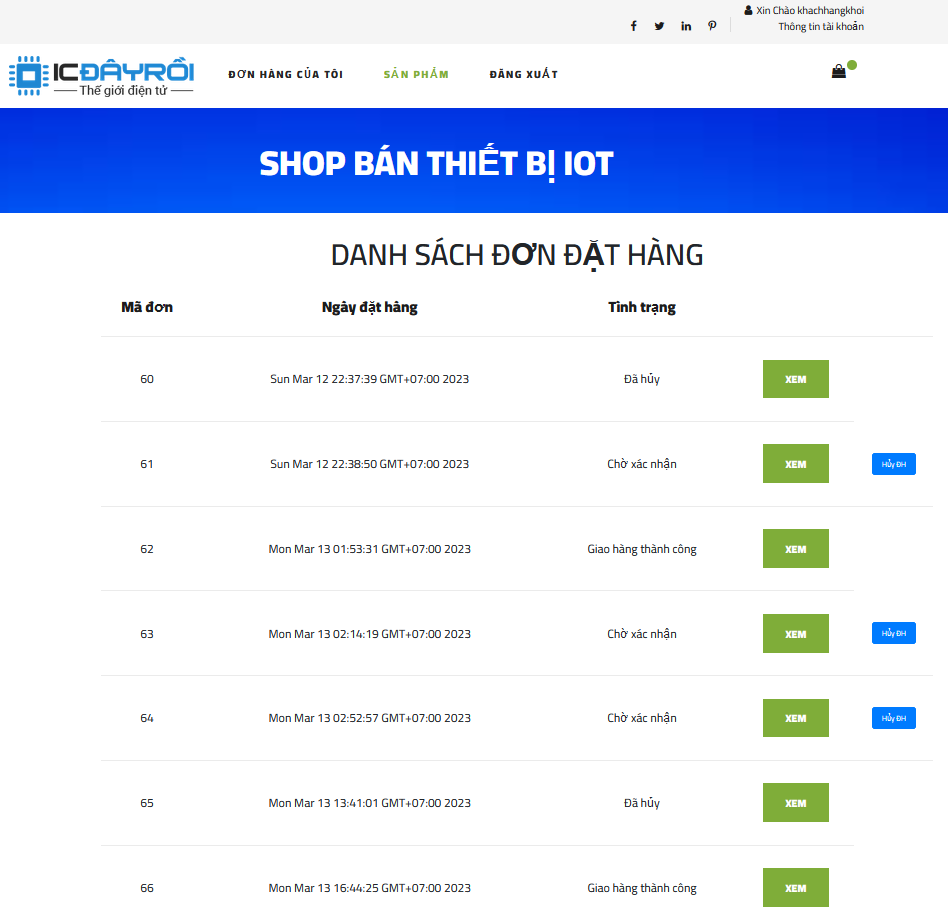 Xin Chào khachhangkhoi
Thông tin tài khoản
ICĐÂYRỒI
Thế giới điện tử
ĐƠN HÀNG CỦA TÔI SẢN PHẨM ĐĂNG XUẤT
SHOP BÁN THIẾT BỊ IOT
DANH SÁCH ĐƠN ĐẶT HÀNG
Mã đơn Ngày đặt hàng Tình trạng
60 Sun Mar 12 22:37:39 GMT+07:00 2023 Đã hủy XEM
61 Sun Mar 12 22:38:50 GMT+07:00 2023 Chờ xác nhận XEM Hủy ĐH
62 Mon Mar 13 01:53:31 GMT+07:00 2023 Giao hàng thành công XEM
63 Mon Mar 13 02:14:19 GMT+07:00 2023 Chờ xác nhận XEM Hủy ĐH
64 Mon Mar 13 02:52:57 GMT+07:00 2023 Chờ xác nhận XEM Hủy ĐH
65 Mon Mar 13 13:41:01 GMT+07:00 2023 Đã hủy XEM
66 Mon Mar 13 16:44:25 GMT+07:00 2023 Giao hàng thành công XEM